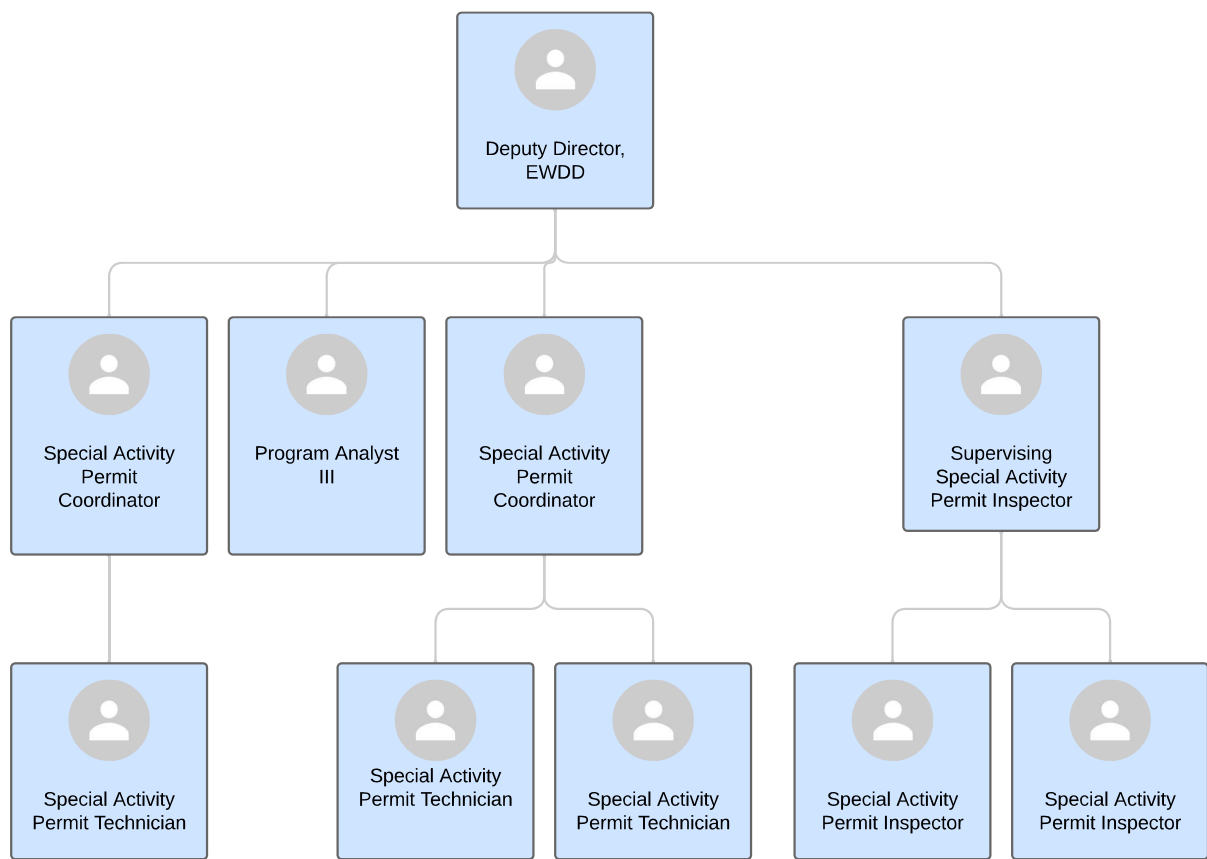 Deputy Director,
EWDD
Special Activity
Permit
Coordinator
Program Analyst
III
Special Activity
Permit
Coordinator
Supervising
Special Activity
Permit Inspector
Special Activity
Permit Technician
Special Activity
Permit Technician
Special Activity
Permit Technician
Special Activity
Permit Inspector
Special Activity
Permit Inspector